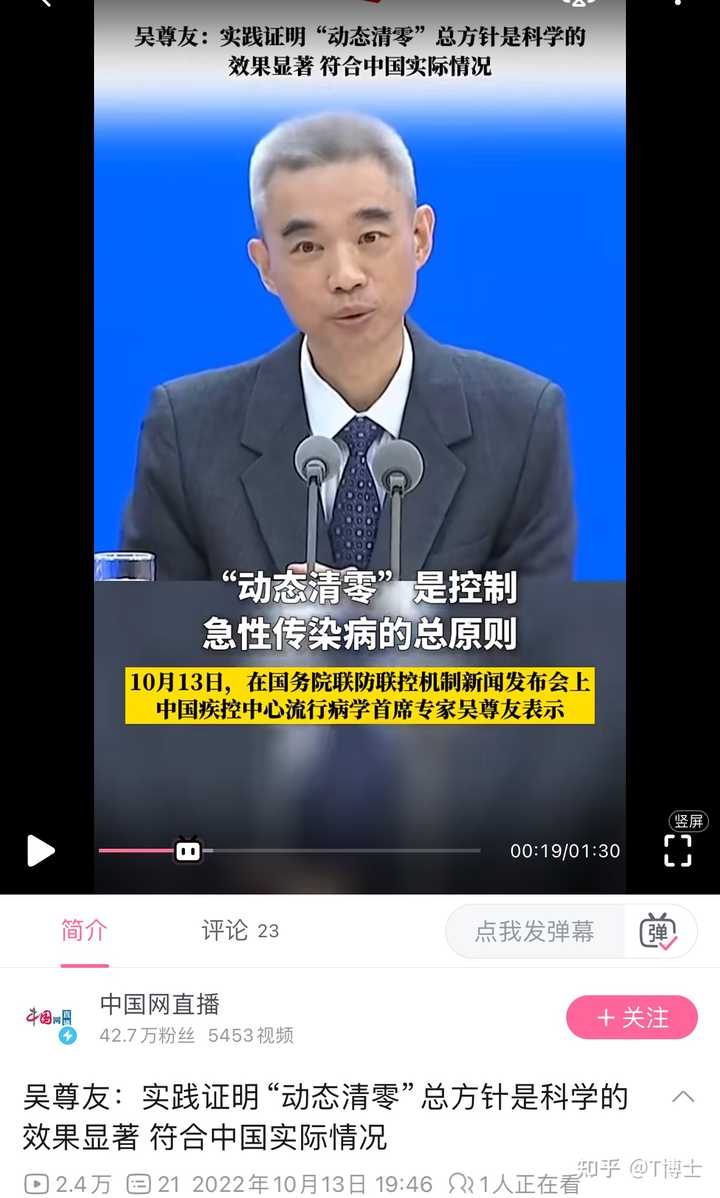 吴尊友：实践证明“动态清零”总方针是科学的
效果显著 符合中国实际情况
“动态清零”是控制
急性传染病的总原则
10月13日，在国务院联防联控机制新闻发布会上
中国疾控中心流行病学首席专家吴尊友表示
竖屏
00:19/01:30
简介
评论 23
点我发弹幕
弹
中国网
直播
中国网直播
42.7万粉丝 5453视频
＋ 关注
吴尊友：实践证明“动态清零”总方针是科学的
效果显著 符合中国实际情况
2.4万 21 2022年10月13日 19:46 1人正在看
知乎 @T博士